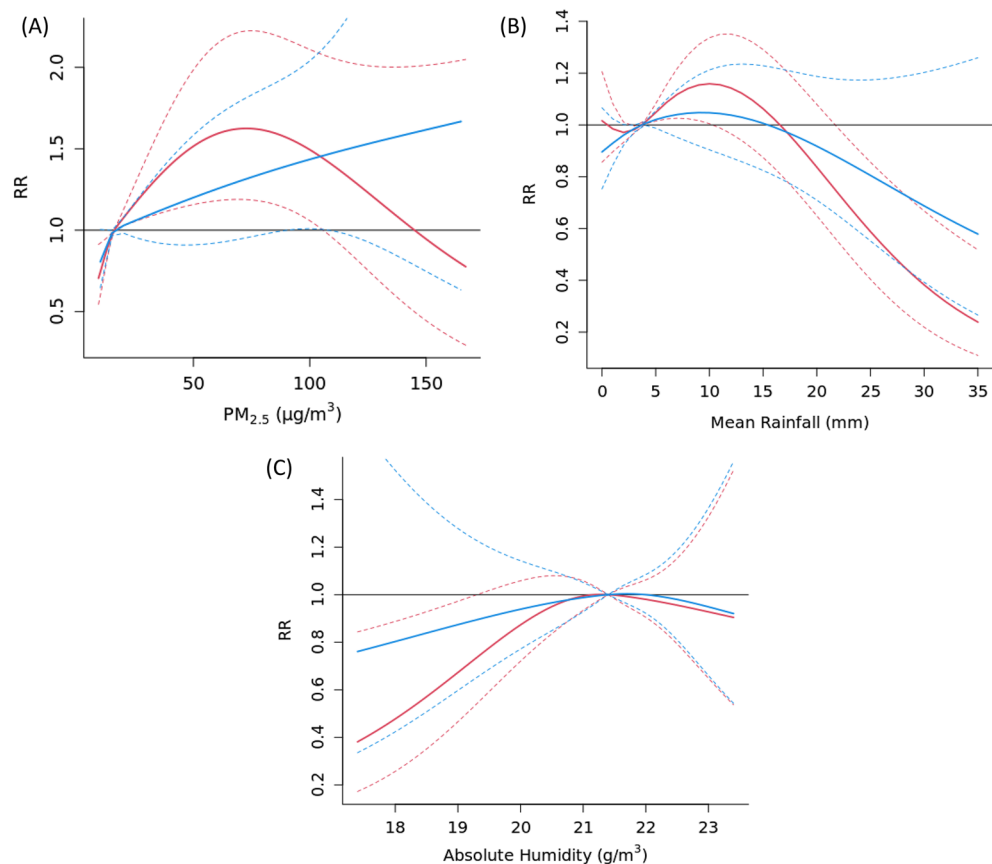 (A)
RR
2.0
1.5
1.0
0.5
50 100 150
PM2.5 (µg/m³)
(B)
RR
1.4
1.2
1.0
0.8
0.6
0.4
0.2
0 5 10 15 20 25 30 35
Mean Rainfall (mm)
(C)
RR
1.4
1.2
1.0
0.8
0.6
0.4
0.2
18 19 20 21 22 23
Absolute Humidity (g/m³)